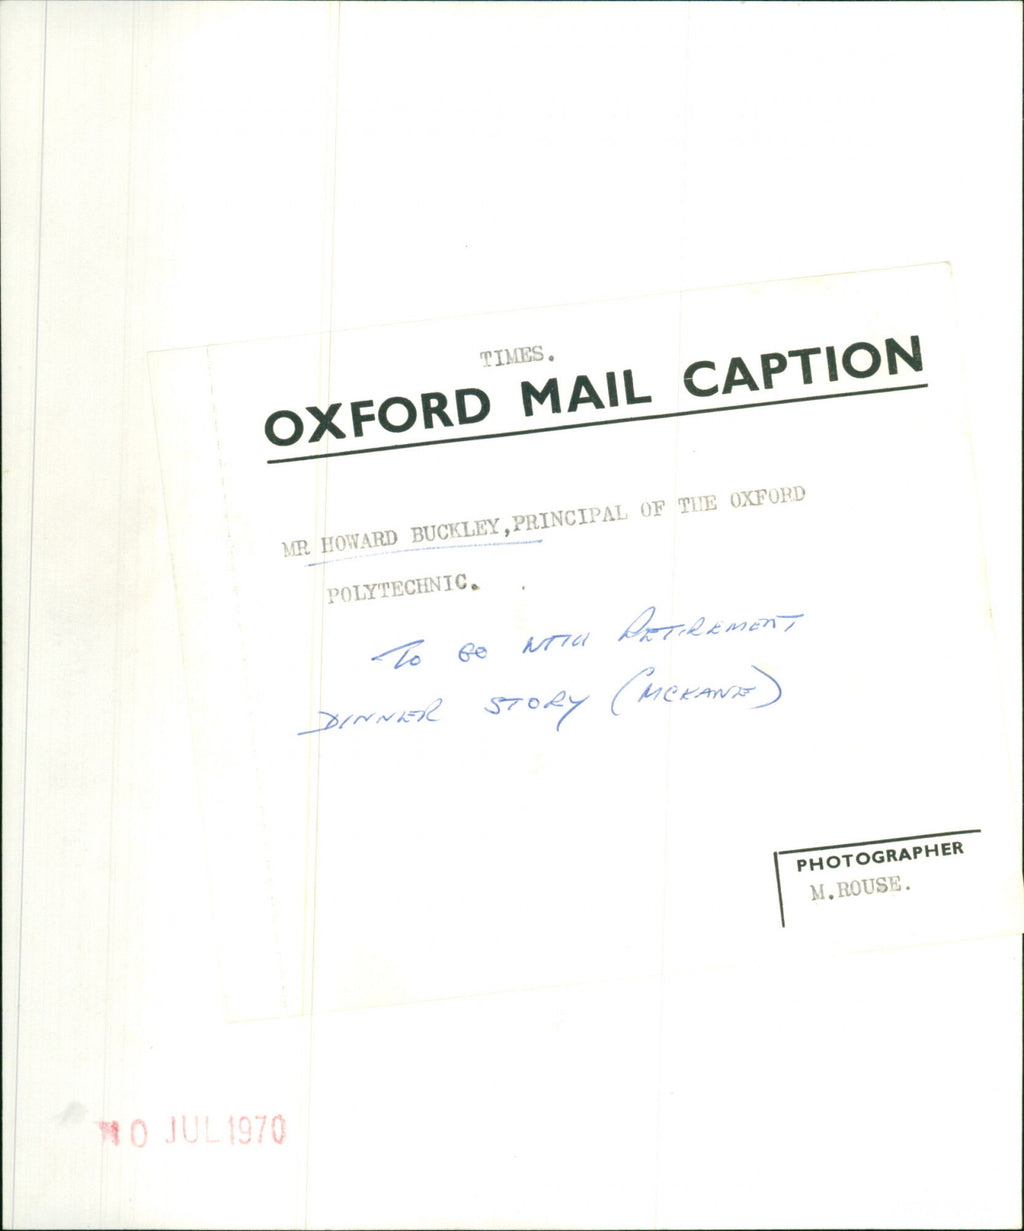 TIMES.
OXFORD MAIL CAPTION
MR HOWARD BUCKLEY,PRINCIPAL OF THE OXFORD
POLYTECHNIC.
TO GO WITH RETIREMENT
DINNER STORY (MCKANE)
PHOTOGRAPHER
M.ROUSE.
10 JUL 1970